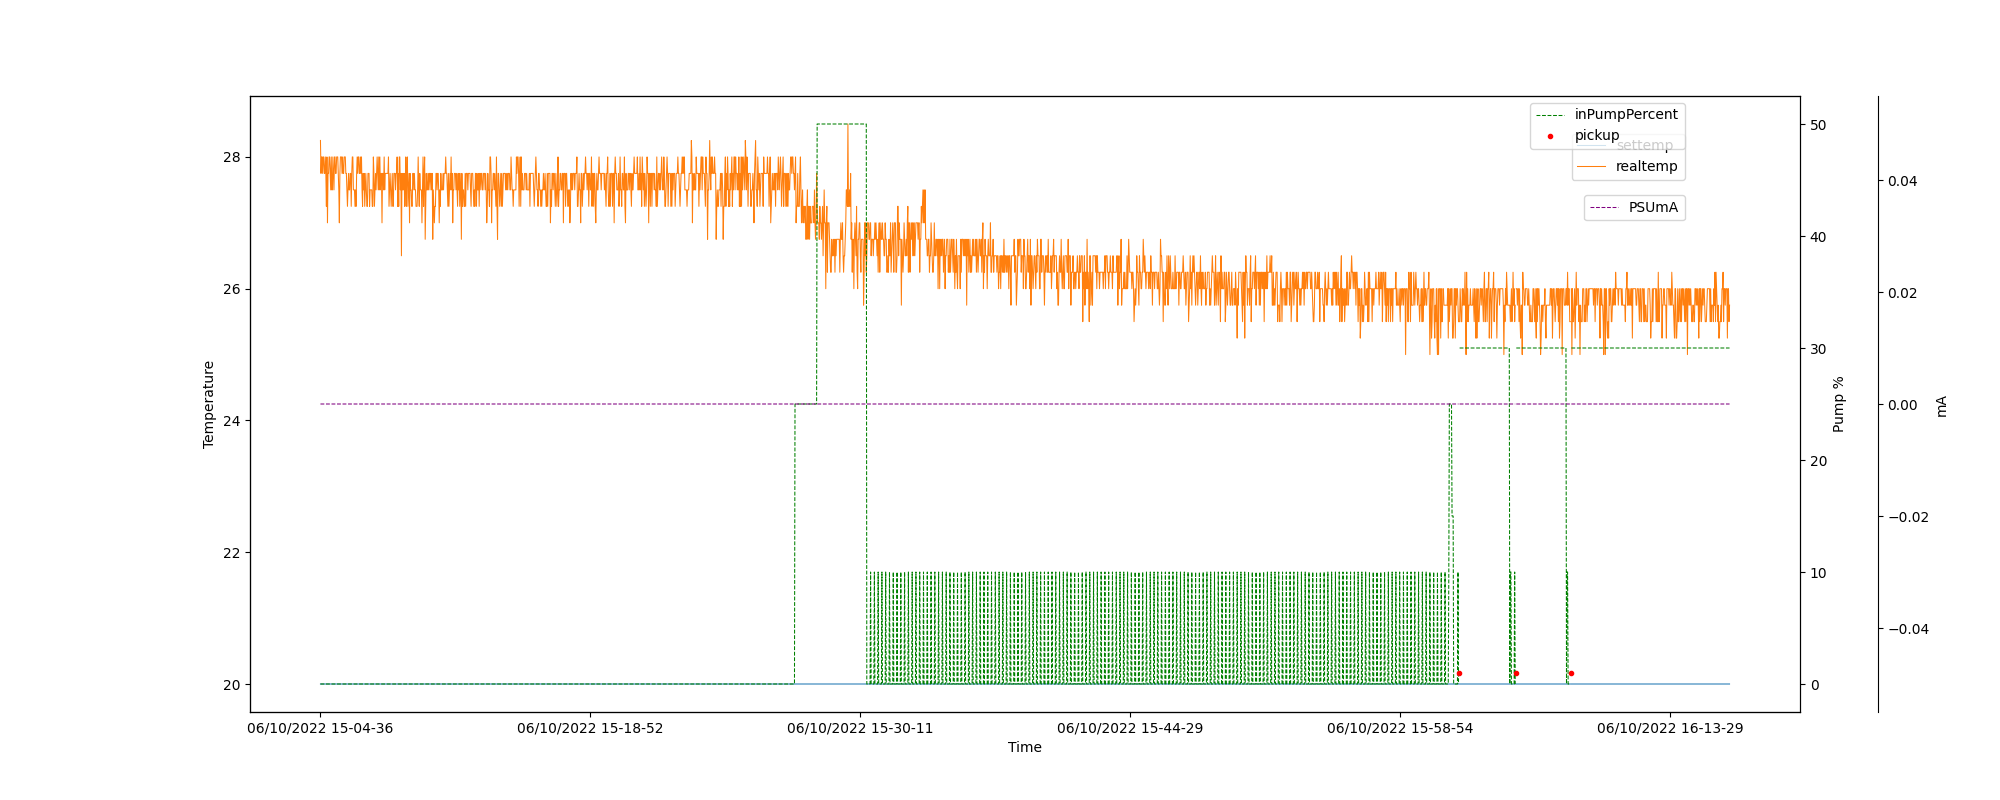 inPumpPercent
pickup
settemp
realtemp
PSUmA
28
26
24
22
20
Temperature
50
40
30
20
10
0
Pump %
0.04
0.02
0.00
−0.02
−0.04
mA
06/10/2022 15-04-36
06/10/2022 15-18-52
06/10/2022 15-30-11
06/10/2022 15-44-29
06/10/2022 15-58-54
06/10/2022 16-13-29
Time